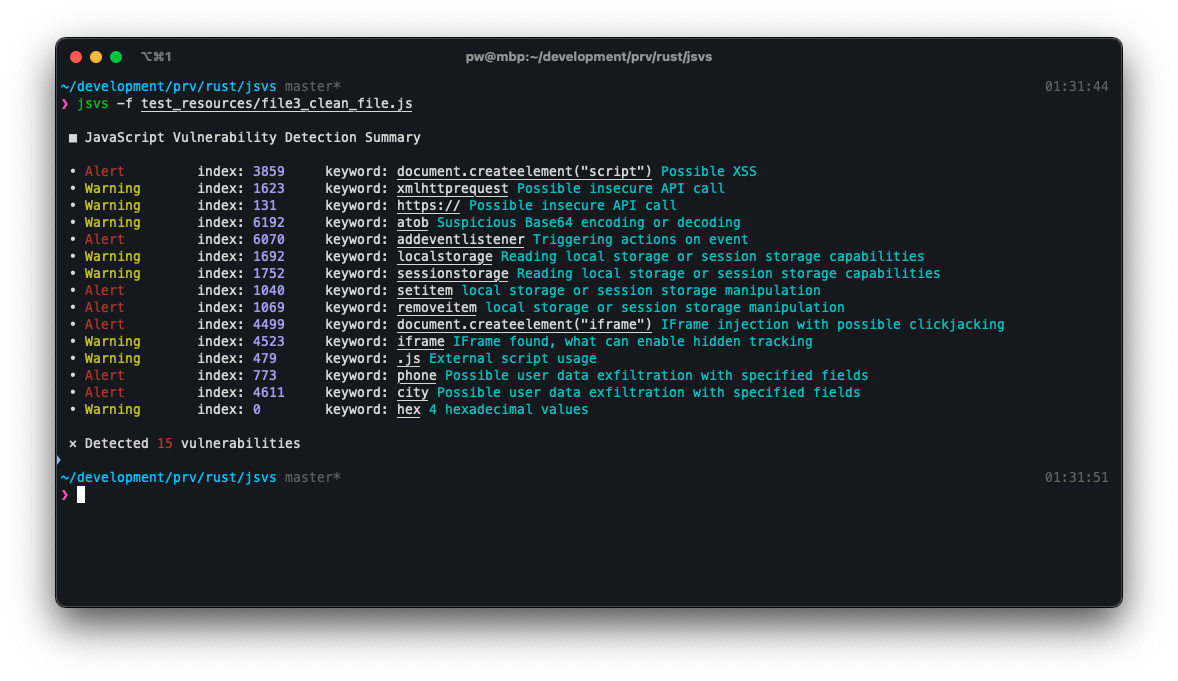 ⌥⌘1 pw@mbp:~/development/prv/rust/jsvs
~/development/prv/rust/jsvs master* 01:31:44
❯ jsvs -f test_resources/file3_clean_file.js
■ JavaScript Vulnerability Detection Summary
• Alert index: 3859 keyword: document.createelement("script") Possible XSS
• Warning index: 1623 keyword: xmlhttprequest Possible insecure API call
• Warning index: 131 keyword: https:// Possible insecure API call
• Warning index: 6192 keyword: atob Suspicious Base64 encoding or decoding
• Alert index: 6070 keyword: addeventlistener Triggering actions on event
• Warning index: 1692 keyword: localstorage Reading local storage or session storage capabilities
• Warning index: 1752 keyword: sessionstorage Reading local storage or session storage capabilities
• Alert index: 1040 keyword: setitem local storage or session storage manipulation
• Alert index: 1069 keyword: removeitem local storage or session storage manipulation
• Alert index: 4499 keyword: document.createelement("iframe") IFrame injection with possible clickjacking
• Warning index: 4523 keyword: iframe IFrame found, what can enable hidden tracking
• Warning index: 479 keyword: .js External script usage
• Alert index: 773 keyword: phone Possible user data exfiltration with specified fields
• Alert index: 4611 keyword: city Possible user data exfiltration with specified fields
• Warning index: 0 keyword: hex 4 hexadecimal values
× Detected 15 vulnerabilities
~/development/prv/rust/jsvs master* 01:31:51
❯